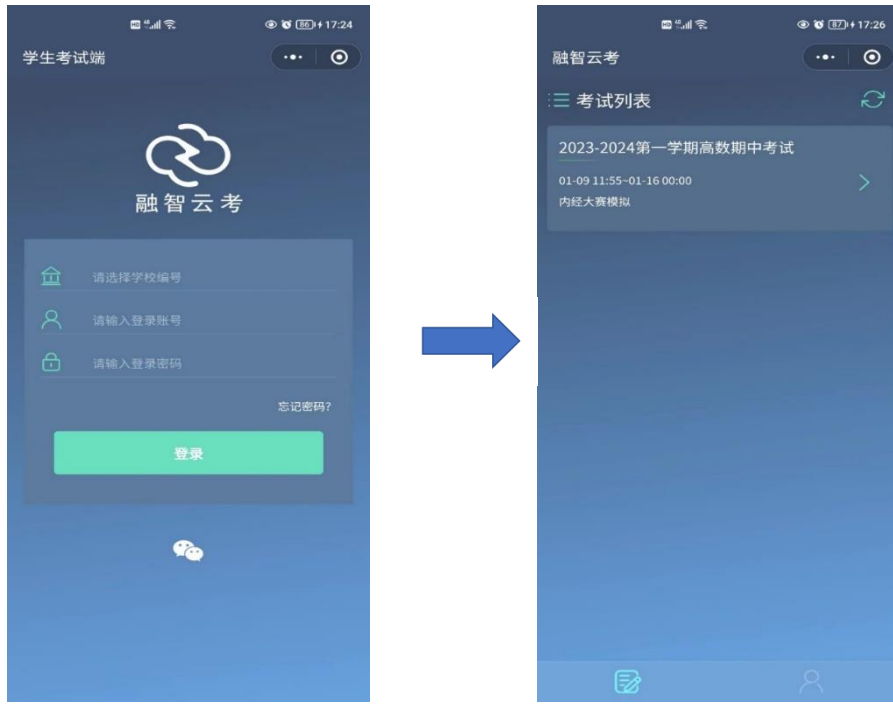 HD 86 17:24
学生考试端
融智云考
请选择学校编号
请输入登录账号
请输入登录密码
忘记密码?
登录
HD 87 17:26
融智云考
考试列表
2023-2024第一学期高数期中考试
01-09 11:55~01-16 00:00
内经大赛模拟